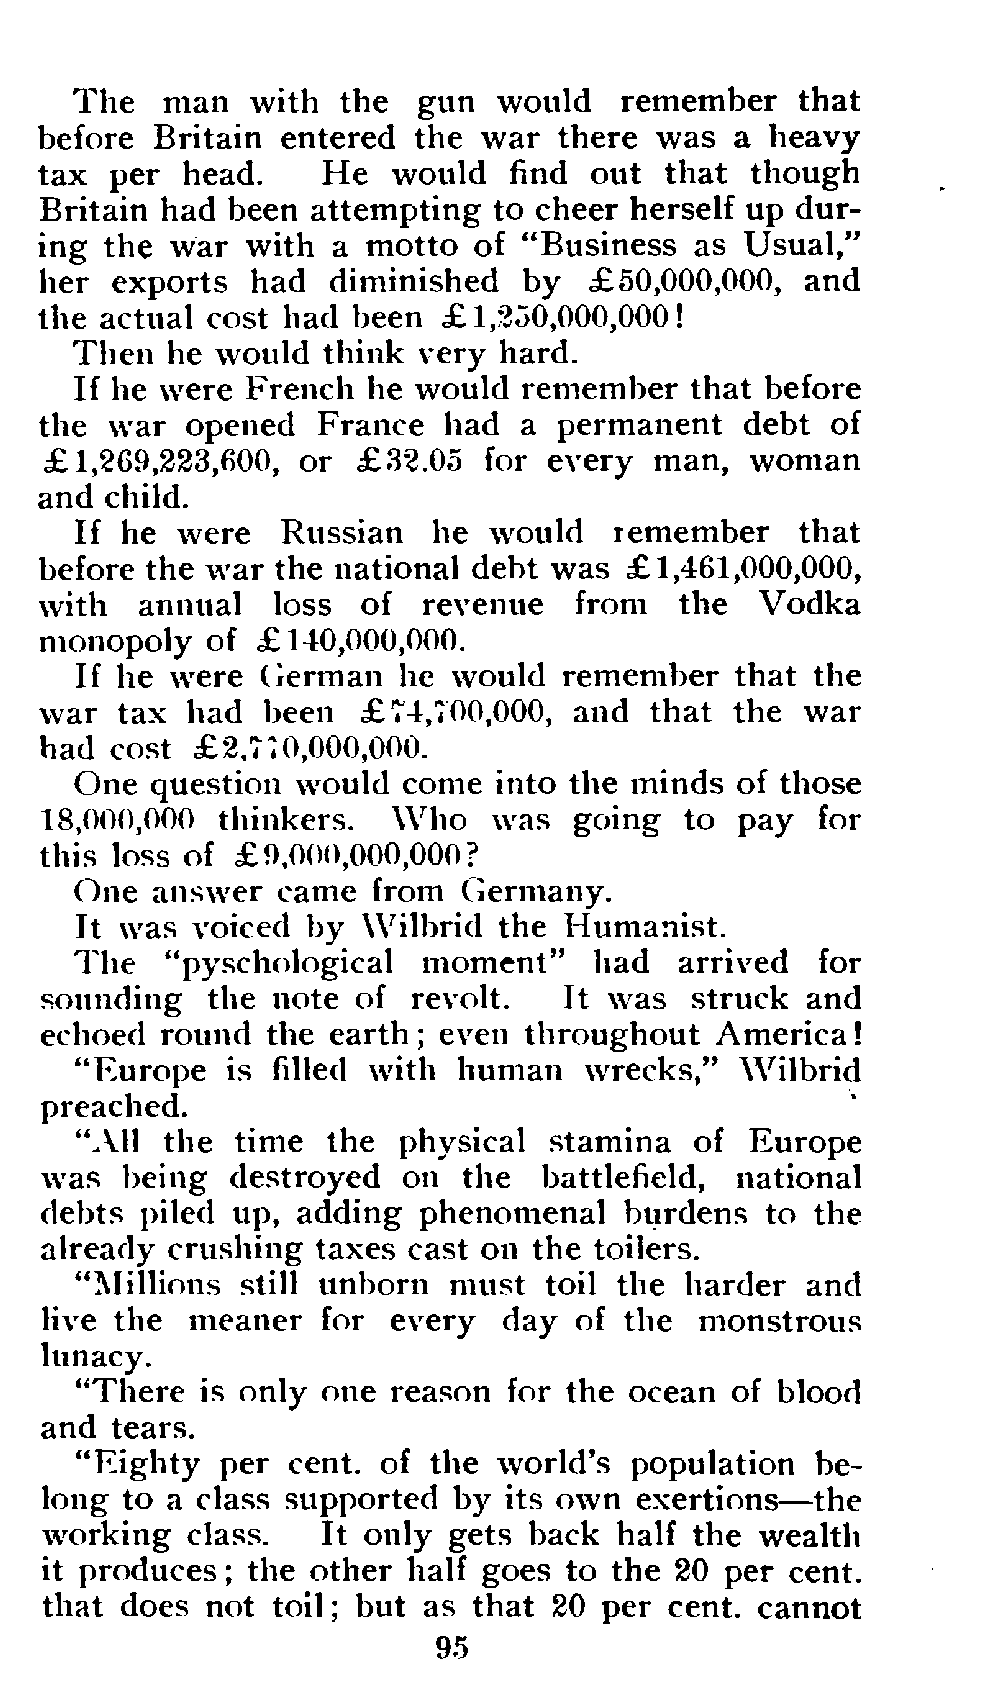 The man with the gun would remember that
before Britain entered the war there was a heavy
tax per head. He would find out that though
Britain had been attempting to cheer herself up dur-
ing the war with a motto of “Business as Usual,”
her exports had diminished by £50,000,000, and
the actual cost had been £1,250,000,000!
Then he would think very hard.
If he were French he would remember that before
the war opened France had a permanent debt of
£1,269,223,600, or £32.05 for every man, woman
and child.
If he were Russian he would remember that
before the war the national debt was £1,461,000,000,
with annual loss of revenue from the Vodka
monopoly of £140,000,000.
If he were German he would remember that the
war tax had been £74,700,000, and that the war
had cost £2,770,000,000.
One question would come into the minds of those
18,000,000 thinkers. Who was going to pay for
this loss of £9,000,000,000?
One answer came from Germany.
It was voiced by Wilbrid the Humanist.
The “pyschological moment” had arrived for
sounding the note of revolt. It was struck and
echoed round the earth; even throughout America!
“Europe is filled with human wrecks,” Wilbrid
preached.
“All the time the physical stamina of Europe
was being destroyed on the battlefield, national
debts piled up, adding phenomenal burdens to the
already crushing taxes cast on the toilers.
“Millions still unborn must toil the harder and
live the meaner for every day of the monstrous
lunacy.
“There is only one reason for the ocean of blood
and tears.
“Eighty per cent. of the world’s population be-
long to a class supported by its own exertions—the
working class. It only gets back half the wealth
it produces; the other half goes to the 20 per cent.
that does not toil; but as that 20 per cent. cannot
95